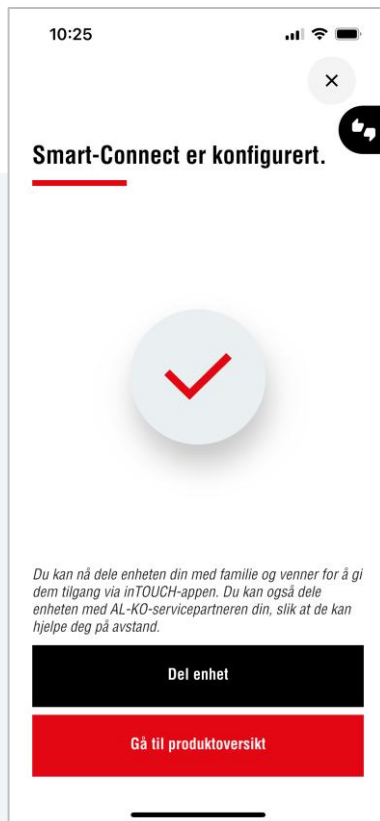 10:25
Smart-Connect er konfigurert.
Du kan nå dele enheten din med familie og venner for å gi
dem tilgang via inTOUCH-appen. Du kan også dele
enheten med AL-KO-servicepartneren din, slik at de kan
hjelpe deg på avstand.
Del enhet
Gå til produktoversikt